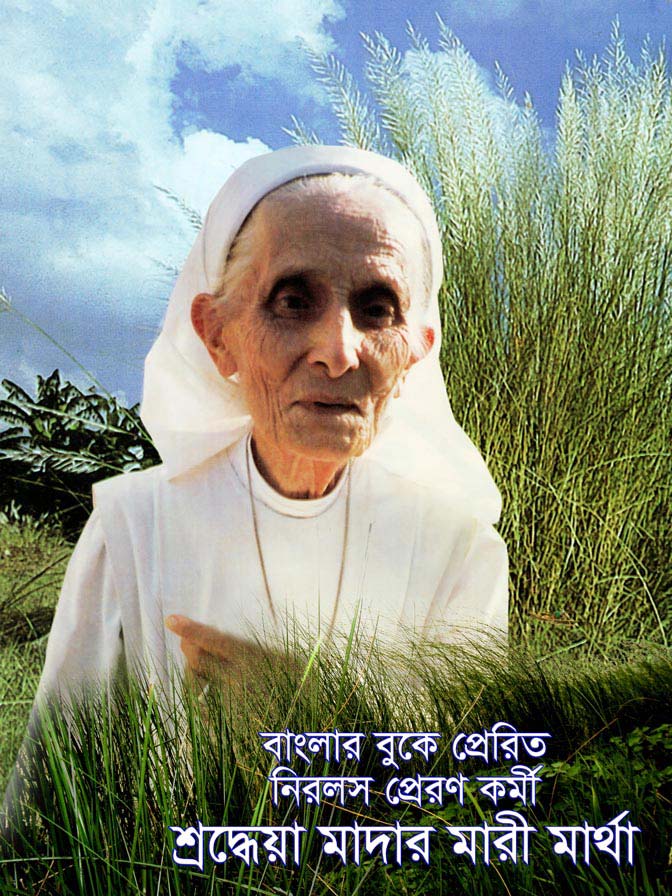 বাংলার বুকে প্রেরিত
নিরলস প্রেরণ কর্মী
শ্রদ্ধেয়া মাদার মারী মার্থা